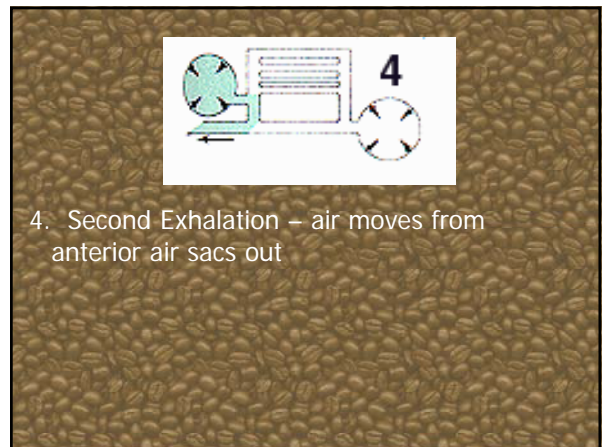 4
4. Second Exhalation – air moves from
anterior air sacs out